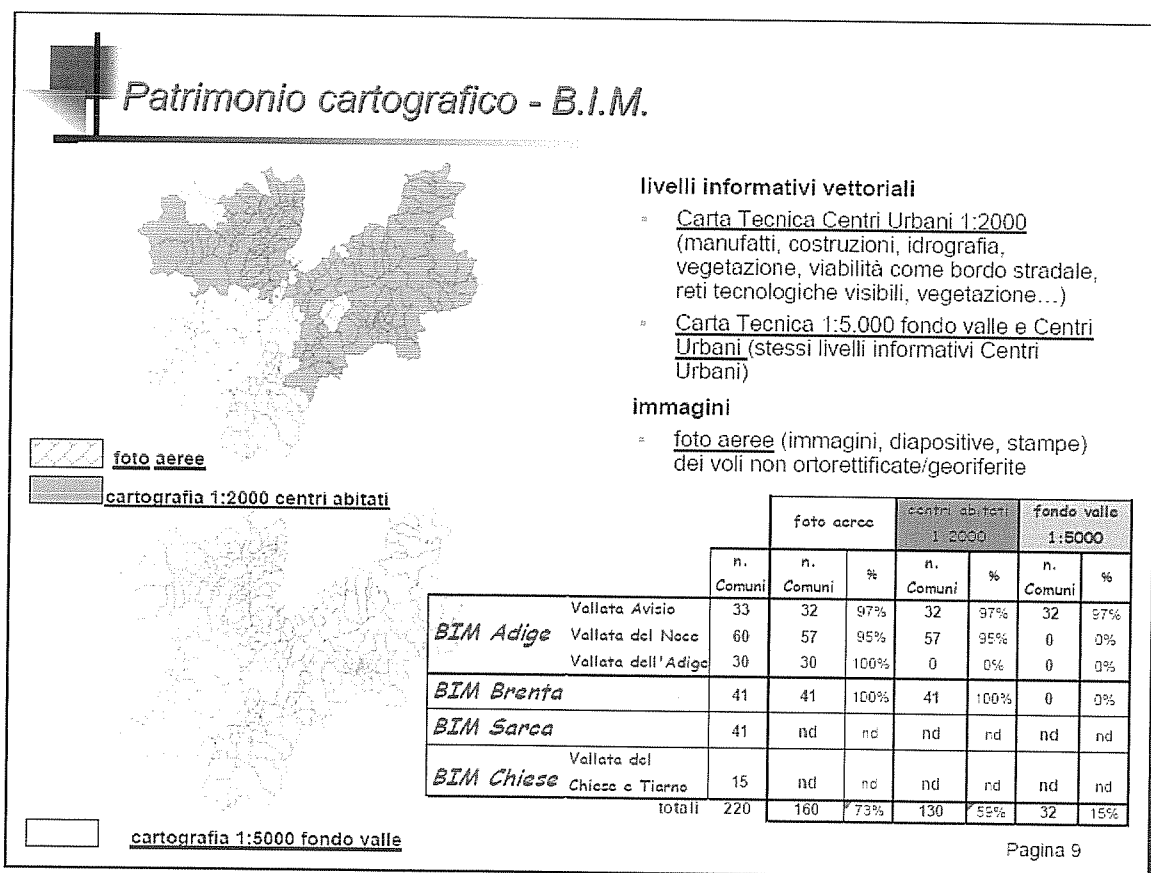 Patrimonio cartografico - B.I.M.
livelli informativi vettoriali
▫ Carta Tecnica Centri Urbani 1:2000
(manufatti, costruzioni, idrografia,
vegetazione, viabilità come bordo stradale,
reti tecnologiche visibili, vegetazione...)
▫ Carta Tecnica 1:5.000 fondo valle e Centri
Urbani (stessi livelli informativi Centri
Urbani)
immagini
▫ foto aeree (immagini, diapositive, stampe)
dei voli non ortorettificate/georiferite
foto aeree
cartografia 1:2000 centri abitati
cartografia 1:5000 fondo valle
foto aeree centri abitati fondo valle
1:2000 1:5000
n. n. % n. % n. %
Comuni Comuni Comuni Comuni
BIM Adige Vallata Avisio 33 32 97% 32 97% 32 97%
Vallata del Noce 60 57 95% 57 95% 0 0%
Vallata dell'Adige 30 30 100% 0 0% 0 0%
BIM Brenta 41 41 100% 41 100% 0 0%
BIM Sarca 41 nd nd nd nd nd nd
BIM Chiese Vallata del
Chiese e Tiarno 15 nd nd nd nd nd nd
totali 220 160 73% 130 59% 32 15%
Pagina 9